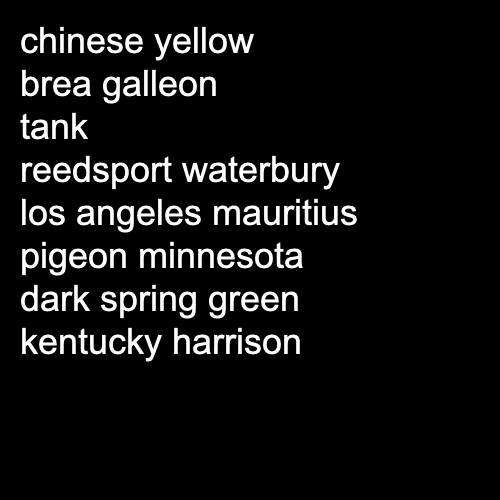 chinese yellow
brea galleon
tank
reedsport waterbury
los angeles mauritius
pigeon minnesota
dark spring green
kentucky harrison